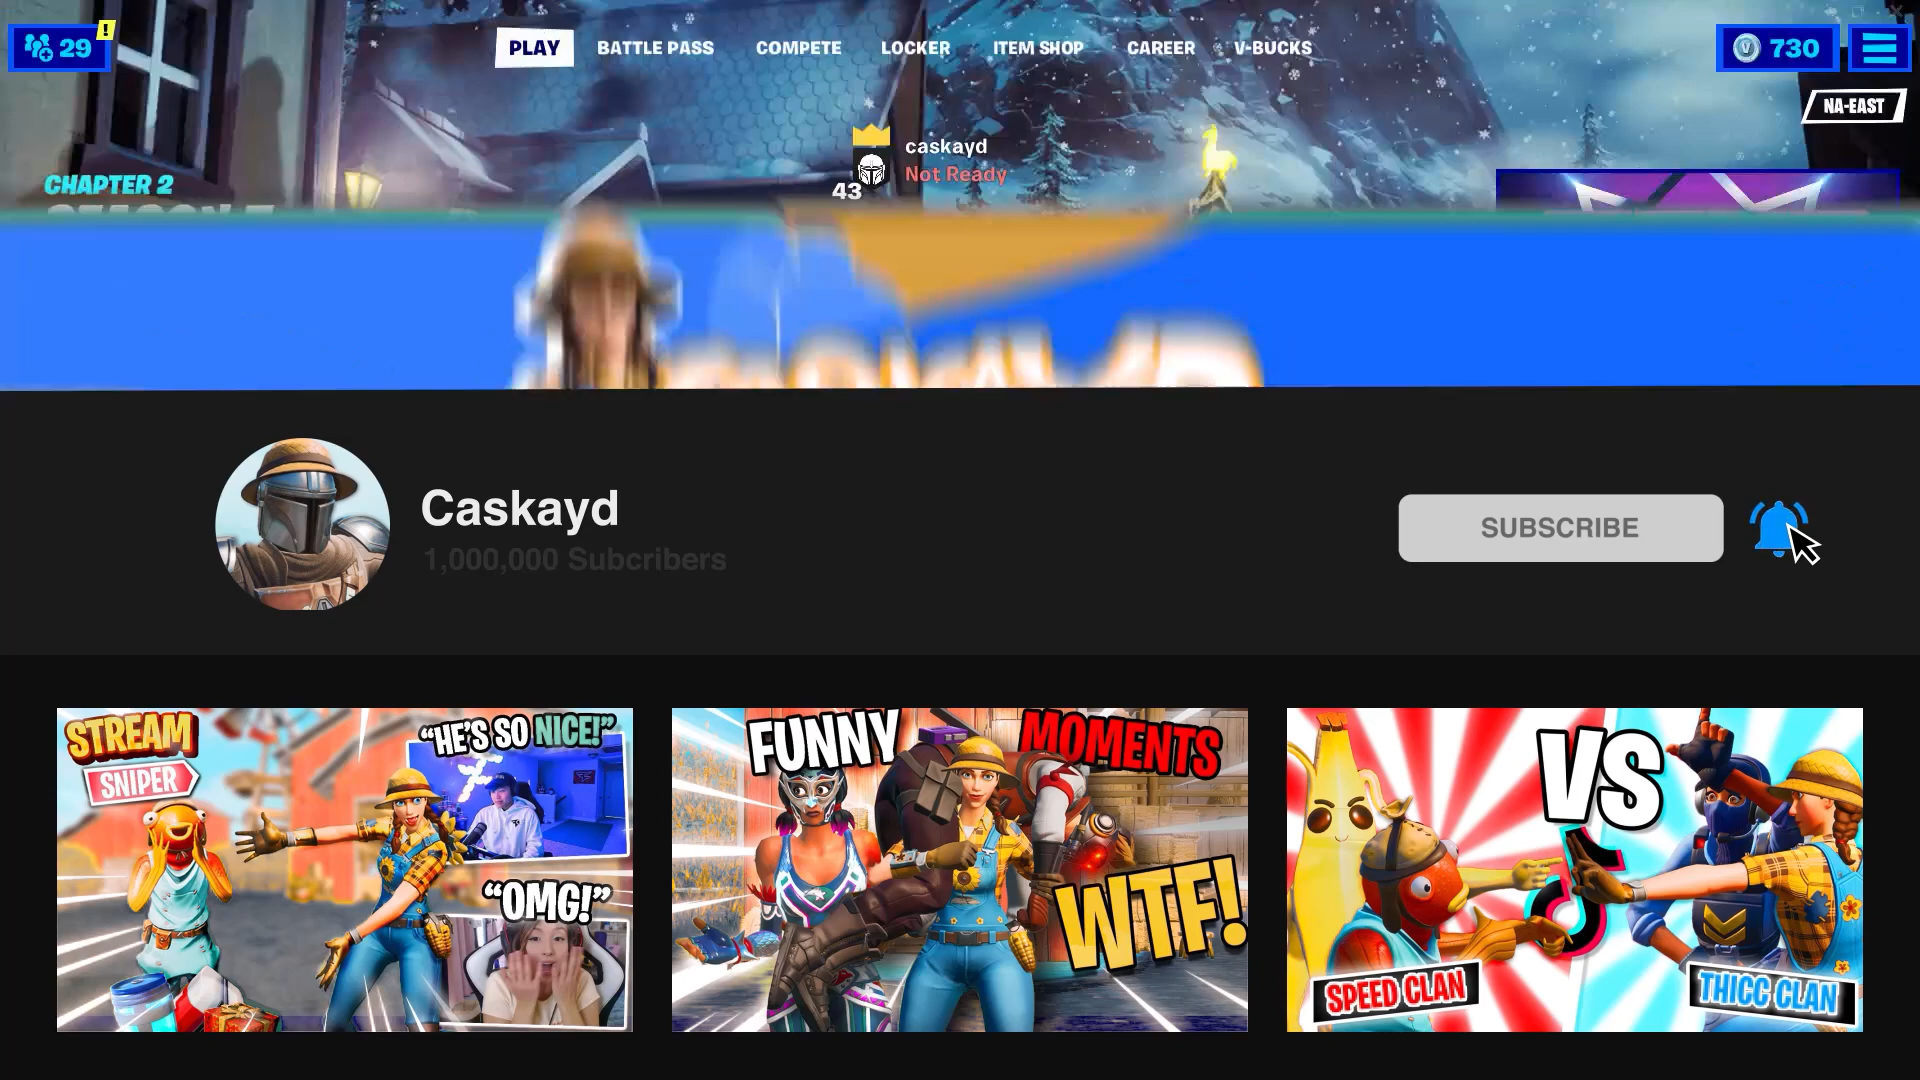 29
!
PLAY
BATTLE PASS
COMPETE
LOCKER
ITEM SHOP
CAREER
V-BUCKS
730
NA-EAST
caskayd
Not Ready
43
CHAPTER 2
Caskayd
1,000,000 Subcribers
SUBSCRIBE
STREAM
SNIPER
“HE'S SO NICE!”
“OMG!”
FUNNY MOMENTS
WTF!
VS
SPEED CLAN
THICC CLAN